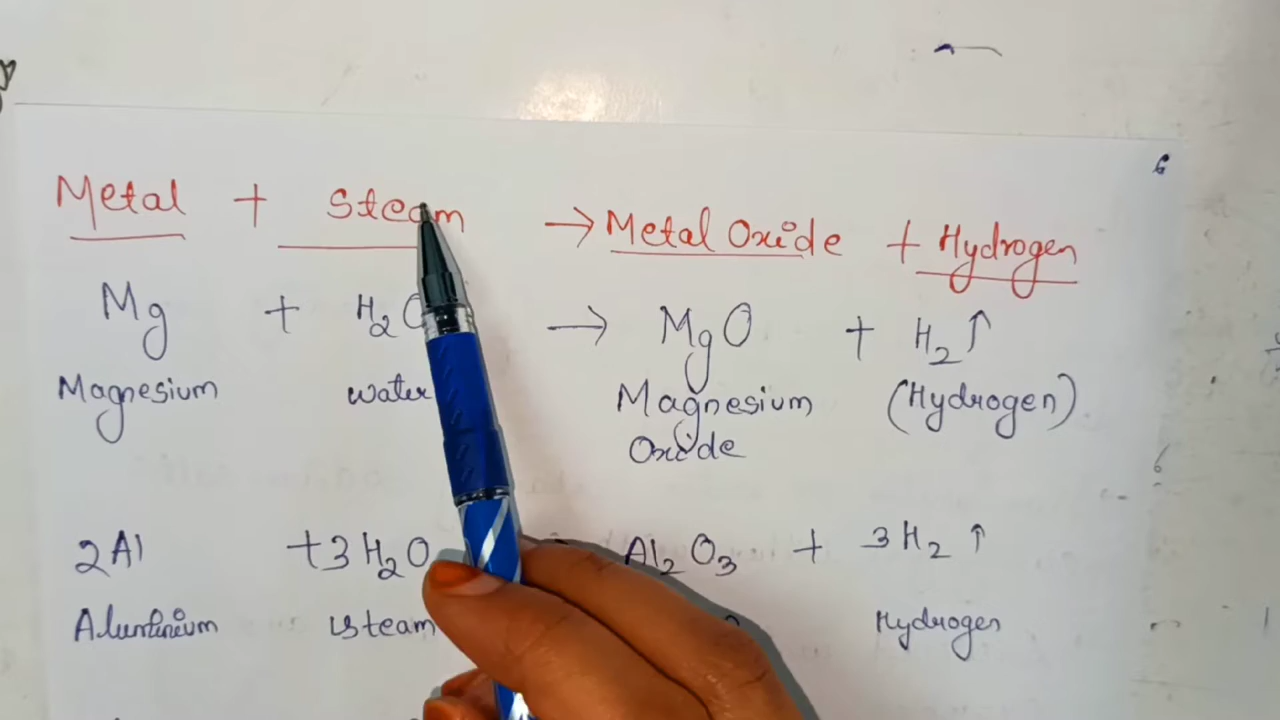 Metal + Steam → Metal Oxide + Hydrogen
Mg + H₂O → MgO + H₂↑
Magnesium water Magnesium (Hydrogen)
Oxide
2Al +3H₂O Al₂O₃ + 3H₂ ↑
steam Hydrogen